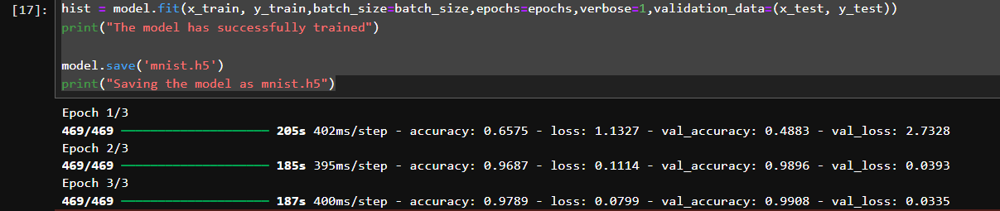 [17]: hist = model.fit(x_train, y_train,batch_size=batch_size,epochs=epochs,verbose=1,validation_data=(x_test, y_test))
print("The model has successfully trained")
model.save('mnist.h5')
print("Saving the model as mnist.h5")
Epoch 1/3
469/469 ━━━━━━━━━━━━━━━━━━━━ 205s 402ms/step - accuracy: 0.6575 - loss: 1.1327 - val_accuracy: 0.4883 - val_loss: 2.7328
Epoch 2/3
469/469 ━━━━━━━━━━━━━━━━━━━━ 185s 395ms/step - accuracy: 0.9687 - loss: 0.1114 - val_accuracy: 0.9896 - val_loss: 0.0393
Epoch 3/3
469/469 ━━━━━━━━━━━━━━━━━━━━ 187s 400ms/step - accuracy: 0.9789 - loss: 0.0799 - val_accuracy: 0.9908 - val_loss: 0.0335